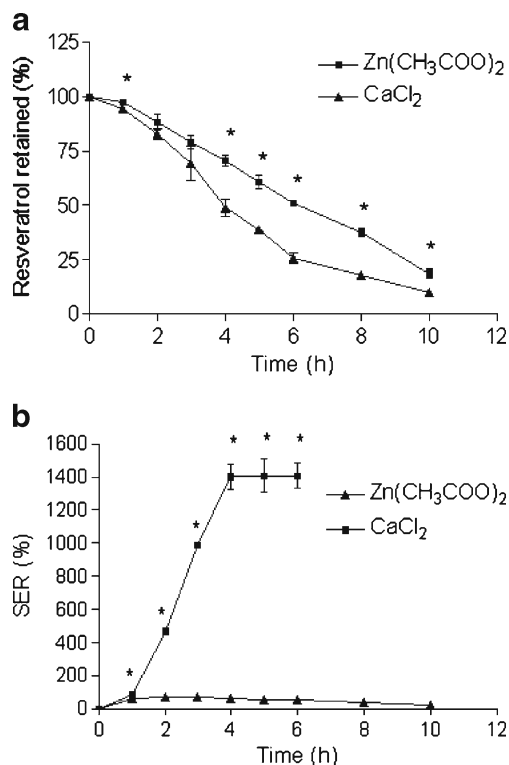 a
Resveratrol retained (%)
125
100
75
50
25
0
0 2 4 6 8 10 12
Time (h)
Zn(CH3COO)2
CaCl2
* * * * * *
b
SER (%)
1600
1400
1200
1000
800
600
400
200
0
0 2 4 6 8 10 12
Time (h)
Zn(CH3COO)2
CaCl2
* * * * * *